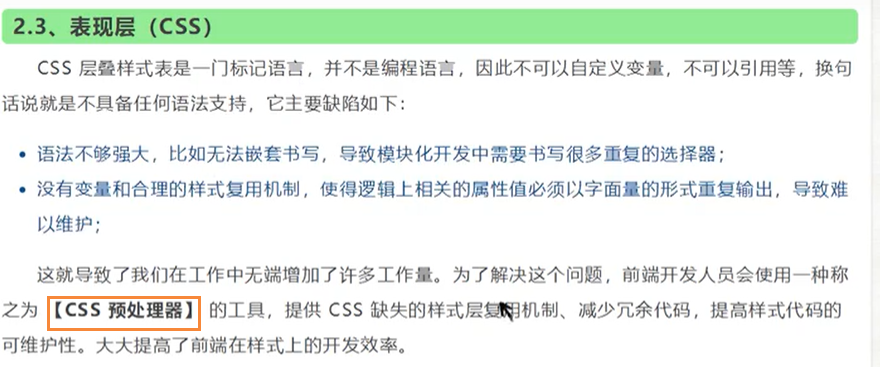 2.3、表现层（CSS）
CSS 层叠样式表是一门标记语言，并不是编程语言，因此不可以自定义变量，不可以引用等，换句
话说就是不具备任何语法支持，它主要缺陷如下：
• 语法不够强大，比如无法嵌套书写，导致模块化开发中需要书写很多重复的选择器；
• 没有变量和合理的样式复用机制，使得逻辑上相关的属性值必须以字面量的形式重复输出，导致难
以维护；
这就导致了我们在工作中无端增加了许多工作量。为了解决这个问题，前端开发人员会使用一种称
之为【CSS 预处理器】的工具，提供 CSS 缺失的样式层复用机制、减少冗余代码，提高样式代码的
可维护性。大大提高了前端在样式上的开发效率。